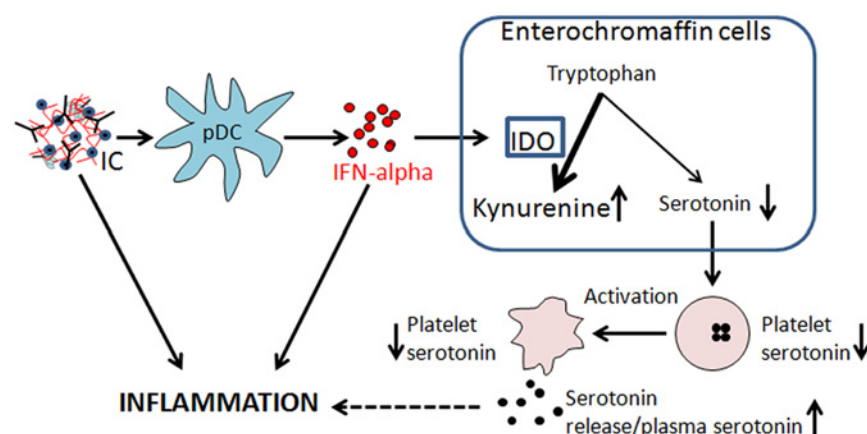 Enterochromaffin cells
Tryptophan
pDC
IC
IDO
IFN-alpha
Kynurenine
Serotonin
Activation
Platelet
serotonin
Platelet
serotonin
INFLAMMATION
Serotonin
release/plasma serotonin